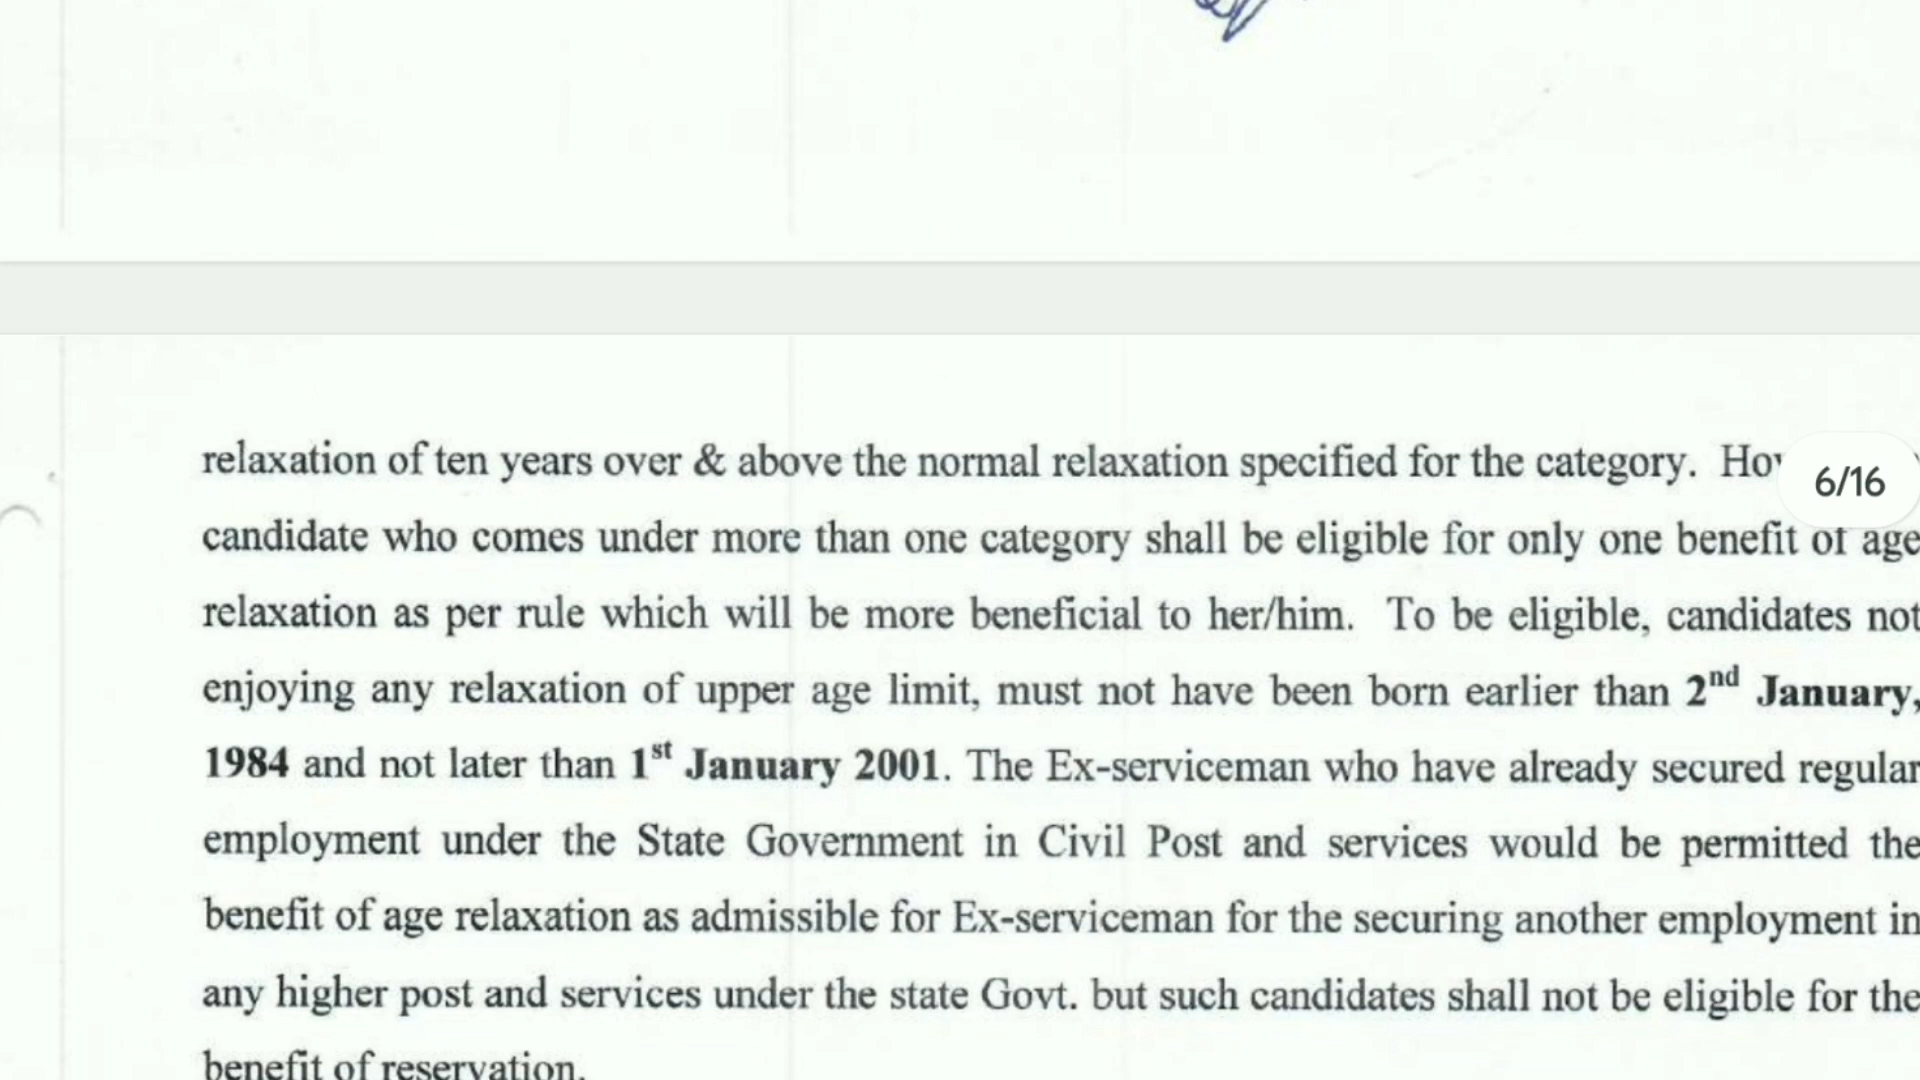 relaxation of ten years over & above the normal relaxation specified for the category.
6/16
candidate who comes under more than one category shall be eligible for only one benefit of age
relaxation as per rule which will be more beneficial to her/him. To be eligible, candidates not
enjoying any relaxation of upper age limit, must not have been born earlier than 2nd January,
1984 and not later than 1st January 2001. The Ex-serviceman who have already secured regular
employment under the State Government in Civil Post and services would be permitted the
benefit of age relaxation as admissible for Ex-serviceman for the securing another employment in
any higher post and services under the state Govt. but such candidates shall not be eligible for the
benefit of reservation.